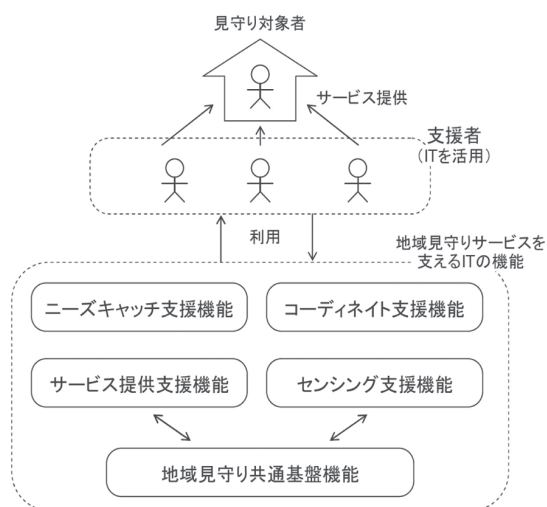 見守り対象者
サービス提供
支援者
（ITを活用）
利用
地域見守りサービスを
支えるITの機能
ニーズキャッチ支援機能
コーディネイト支援機能
サービス提供支援機能
センシング支援機能
地域見守り共通基盤機能